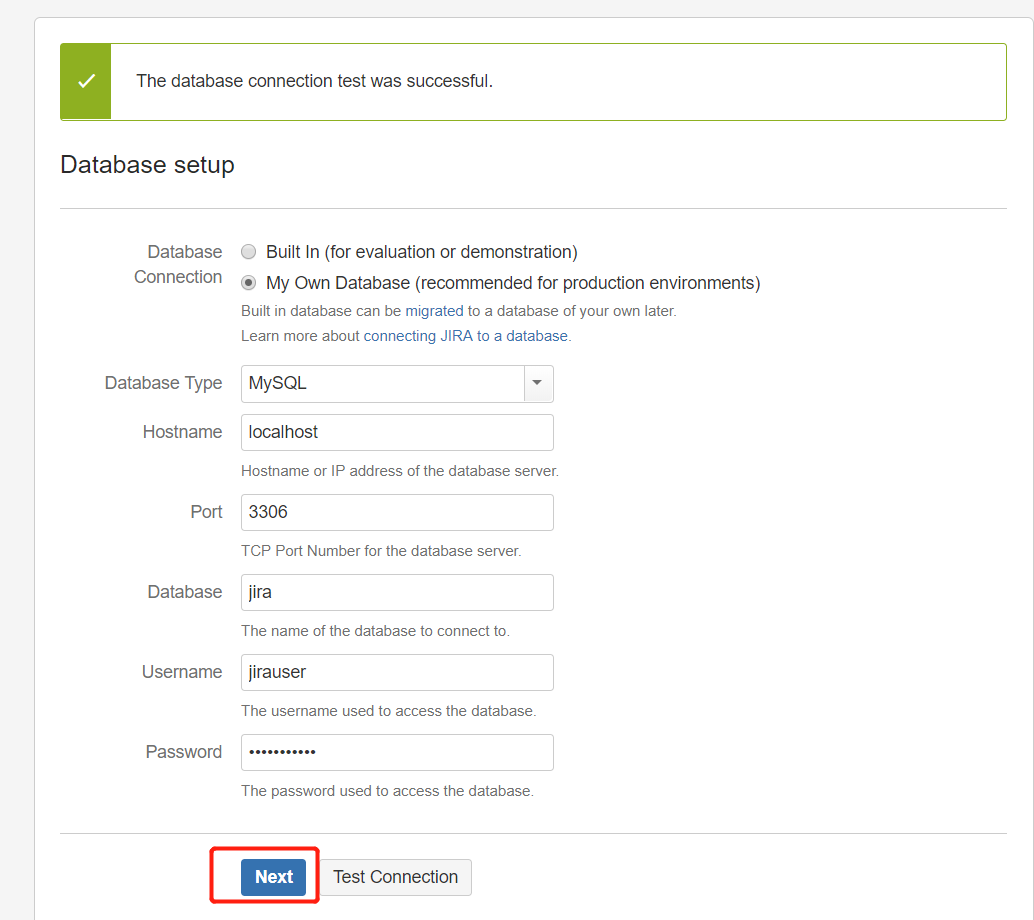 The database connection test was successful.
Database setup
Database Connection
Built In (for evaluation or demonstration)
My Own Database (recommended for production environments)
Built in database can be migrated to a database of your own later.
Learn more about connecting JIRA to a database.
Database Type
MySQL
Hostname
localhost
Hostname or IP address of the database server.
Port
3306
TCP Port Number for the database server.
Database
jira
The name of the database to connect to.
Username
jirauser
The username used to access the database.
Password
•••••••••••
The password used to access the database.
Next
Test Connection